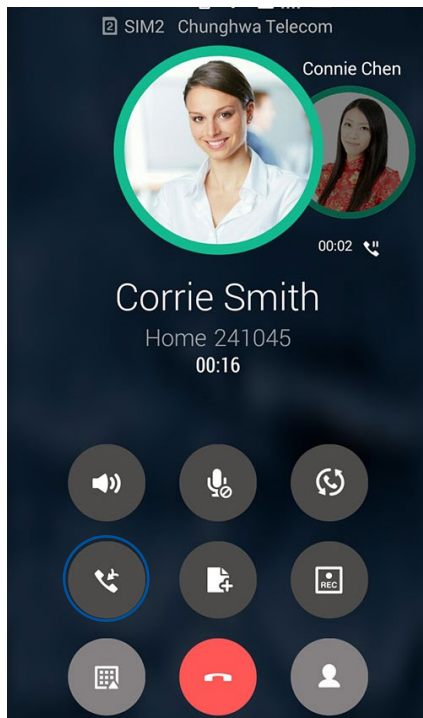 2 SIM2 Chunghwa Telecom
Connie Chen
00:02
Corrie Smith
Home 241045
00:16
REC